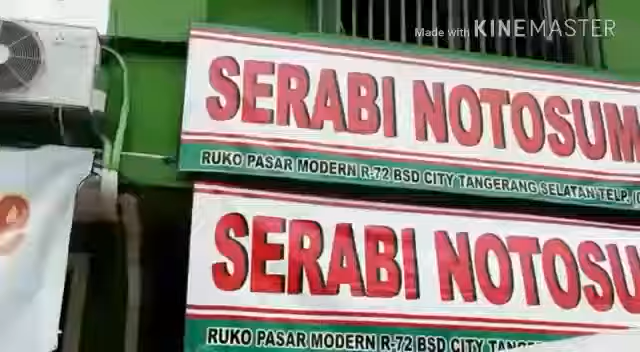 Made with KINEMASTER
SERABI NOTOSUM
RUKO PASAR MODERN R.72 BSD CITY TANGERANG SELATAN TELP. (
SERABI NOTOSU
RUKO PASAR MODERN R-72 BSD CITY